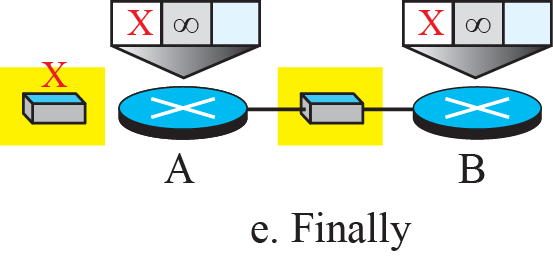 X ∞ X ∞
X
A B
e. Finally